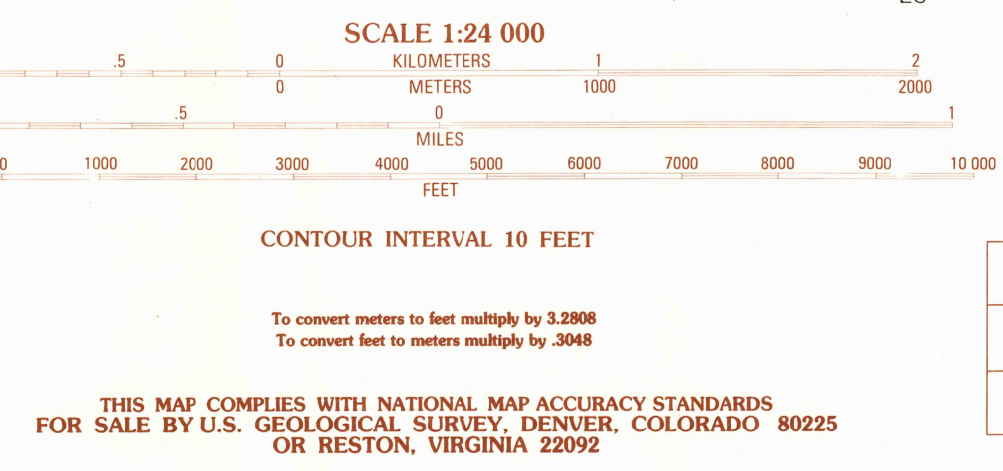 SCALE 1:24 000
.5 0 KILOMETERS 1 2
0 METERS 1000 2000
.5 0 1
MILES
0 1000 2000 3000 4000 5000 6000 7000 8000 9000 10 000
FEET
CONTOUR INTERVAL 10 FEET
To convert meters to feet multiply by 3.2808
To convert feet to meters multiply by .3048
THIS MAP COMPLIES WITH NATIONAL MAP ACCURACY STANDARDS
FOR SALE BY U.S. GEOLOGICAL SURVEY, DENVER, COLORADO 80225
OR RESTON, VIRGINIA 22092